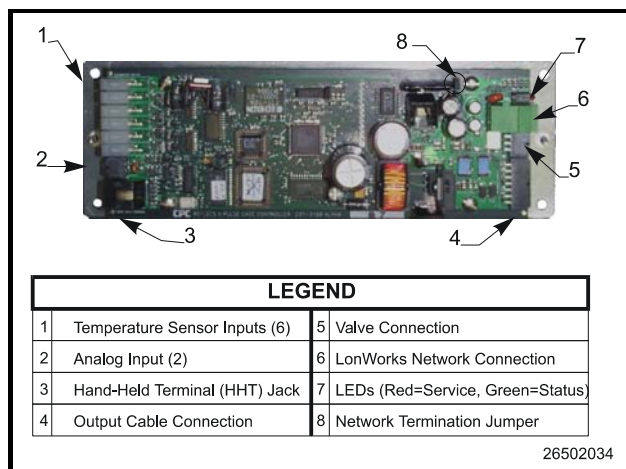 1
8
7
6
2
5
3
4
ECHELON
CPC
LEGEND
1 Temperature Sensor Inputs (6) 5 Valve Connection
2 Analog Input (2) 6 LonWorks Network Connection
3 Hand-Held Terminal (HHT) Jack 7 LEDs (Red=Service, Green=Status)
4 Output Cable Connection 8 Network Termination Jumper
26502034